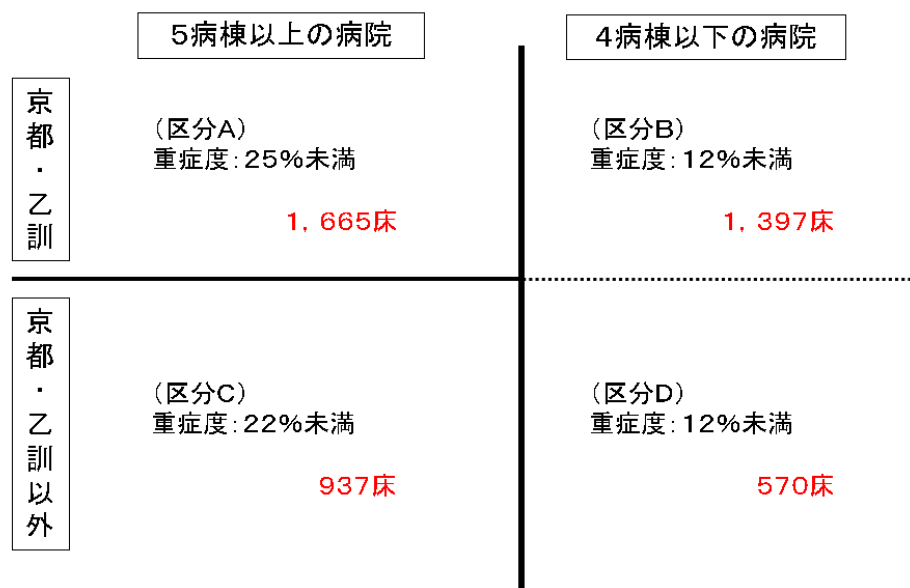 5病棟以上の病院
4病棟以下の病院
京都・乙訓
(区分A)
重症度:25%未満
1,665床
(区分B)
重症度:12%未満
1,397床
京都・乙訓以外
(区分C)
重症度:22%未満
937床
(区分D)
重症度:12%未満
570床